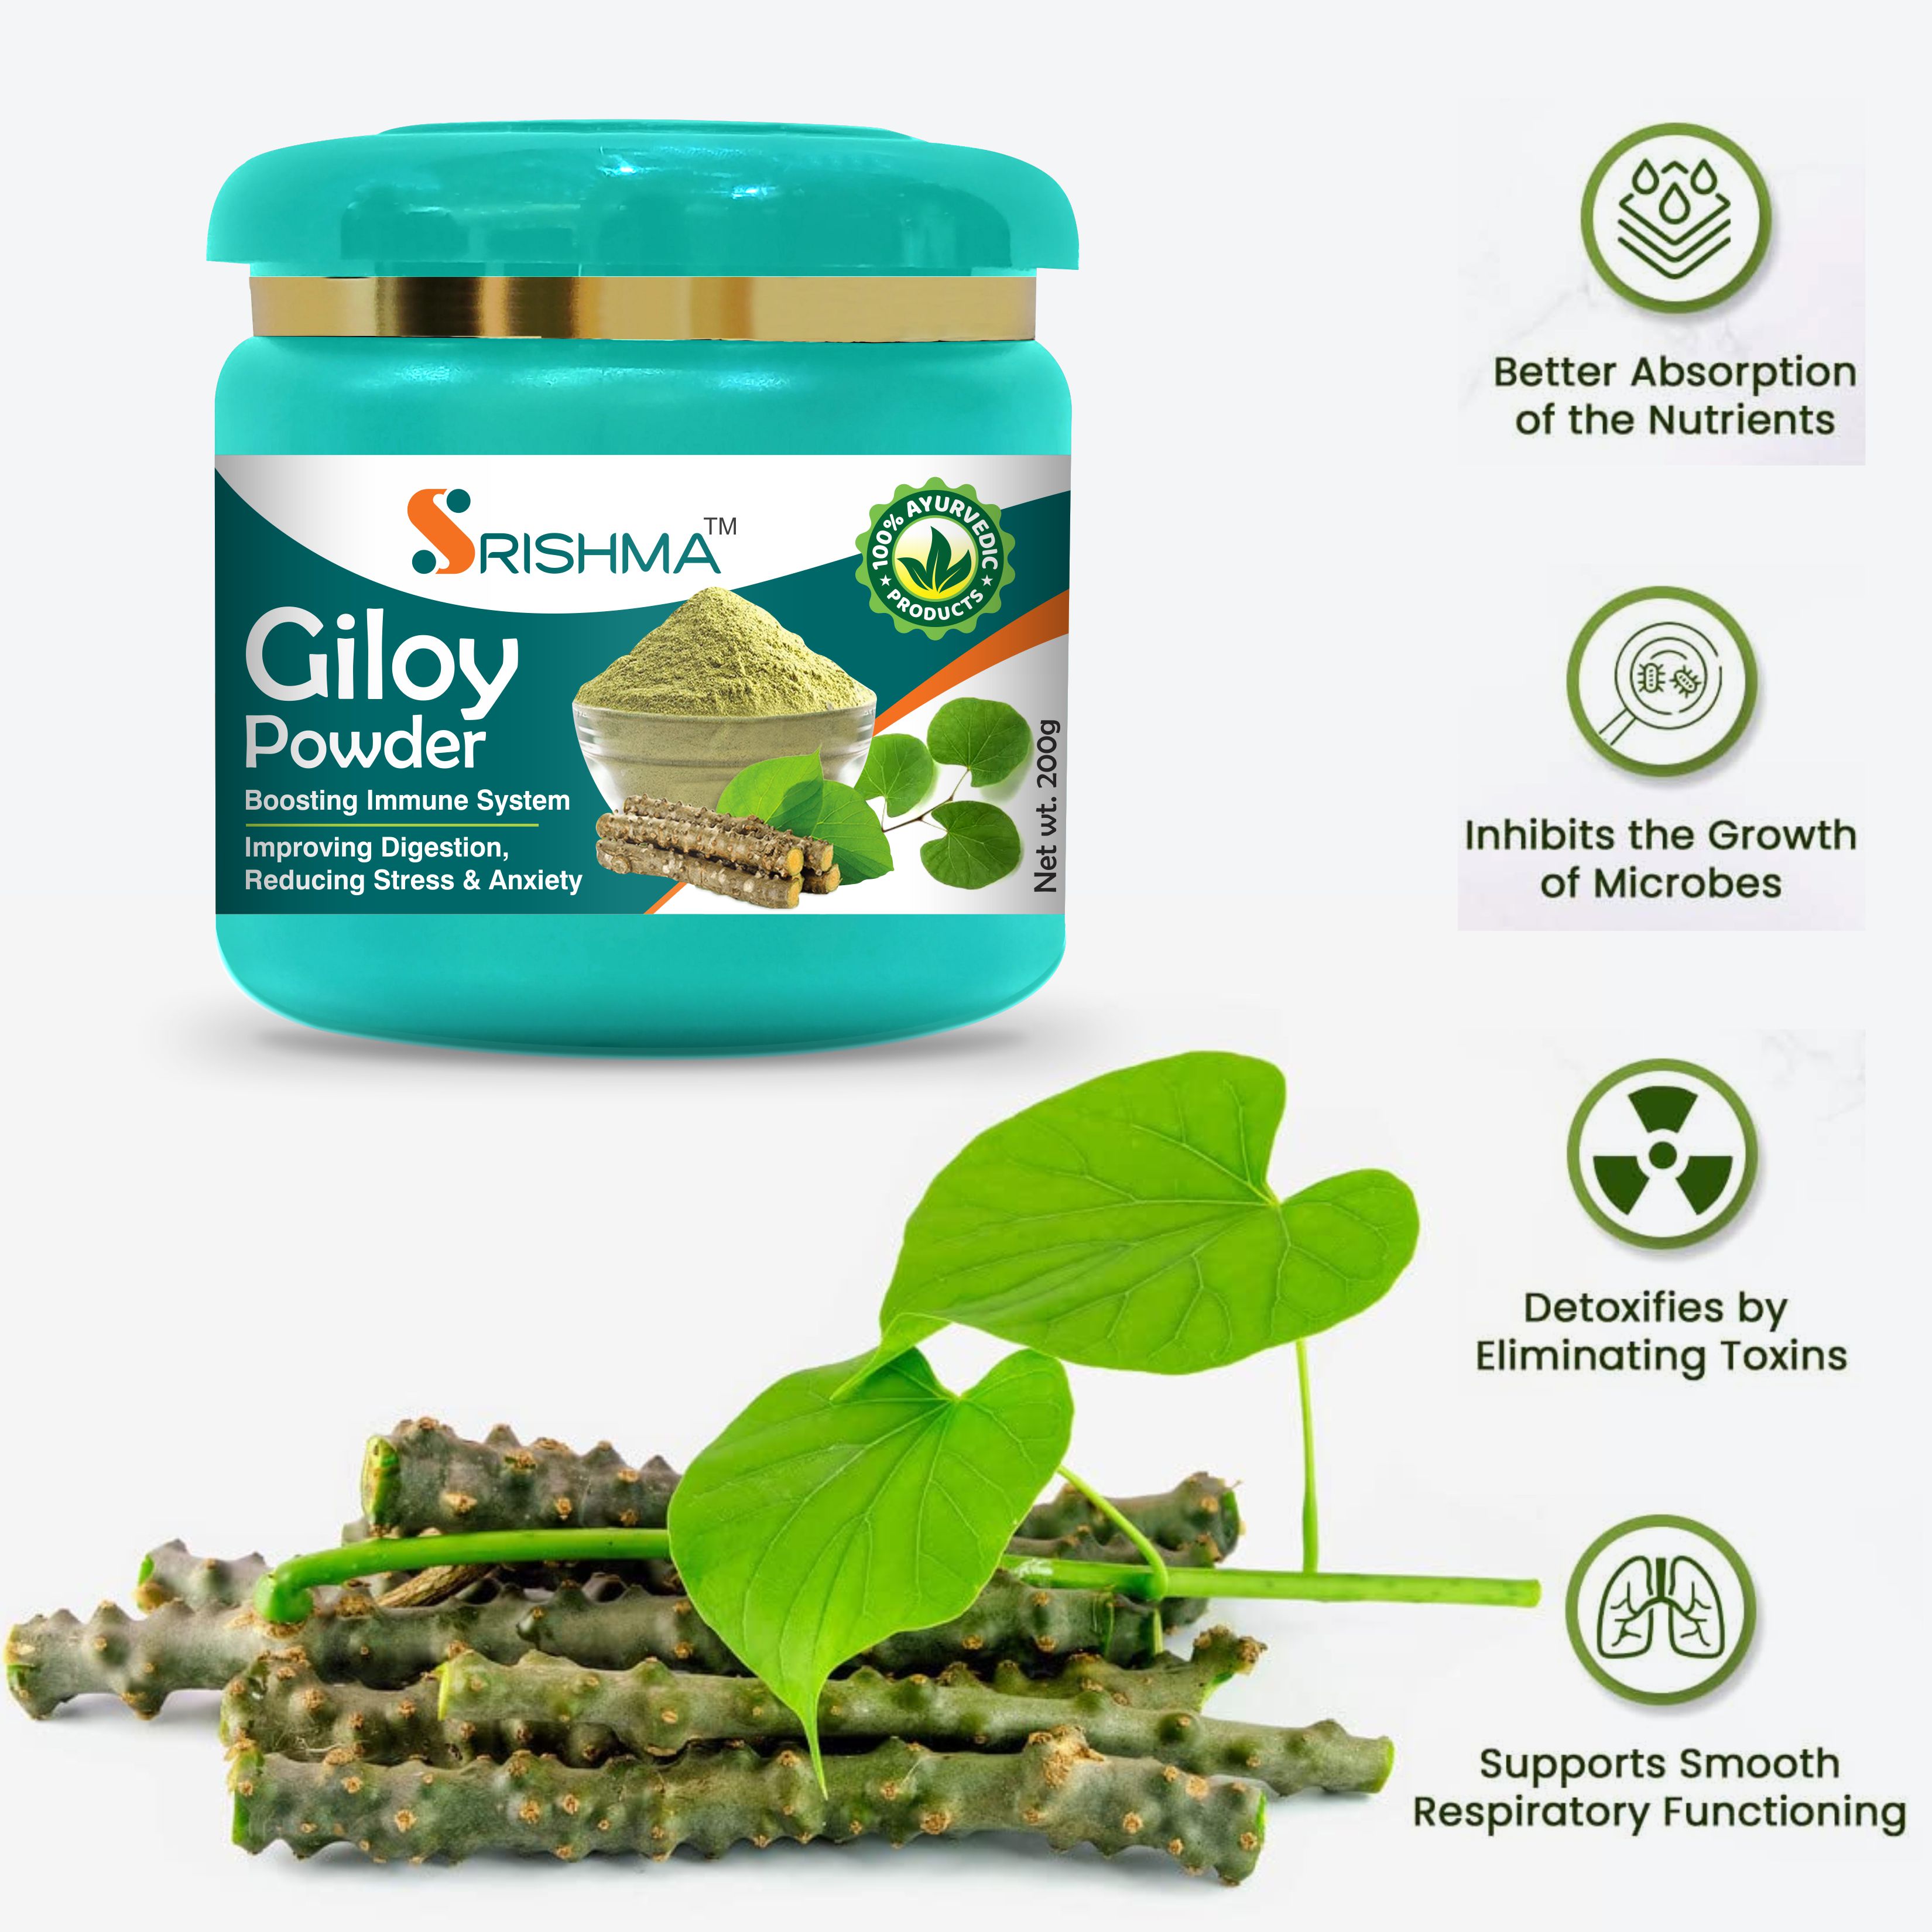 SRISHMA™
100% AYURVEDIC
PRODUCTS
Giloy
Powder
Boosting Immune System
Improving Digestion,
Reducing Stress & Anxiety
Net wt. 200g
Better Absorption
of the Nutrients
Inhibits the Growth
of Microbes
Detoxifies by
Eliminating Toxins
Supports Smooth
Respiratory Functioning